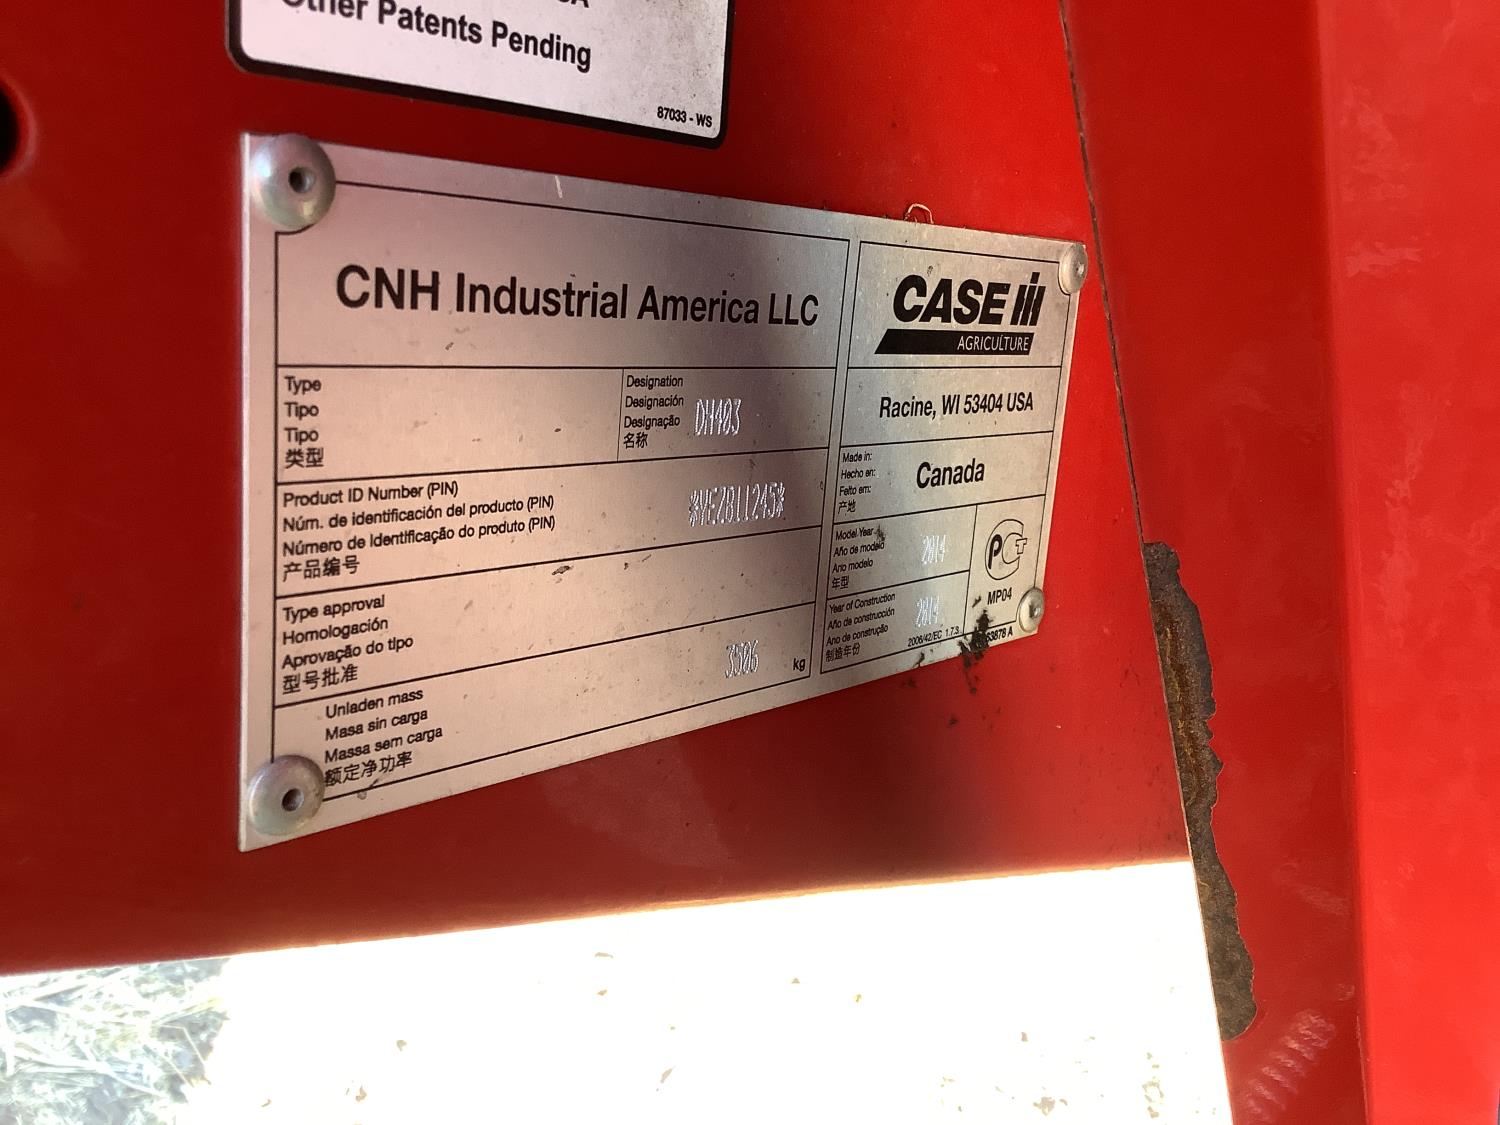 Other Patents Pending
87033 - WS
CNH Industrial America LLC
CASE IH
AGRICULTURE
Racine, WI 53404 USA
Type
Tipo
Tipo
类型
Designation
Designación
Designação
名称
DH403
Made in:
Hecho en:
Feito em:
产地
Canada
Product ID Number (PIN)
Núm. de identificación del producto (PIN)
Número de Identificação do produto (PIN)
产品编号
*YEZB11245*
Model Year
Año de modelo
Ano modelo
年型
2014
Year of Construction
Año de construcción
Ano de construção
制造年份
2014
2006/42/EC 1.7.3
PCT
MP04
63878 A
Type approval
Homologación
Aprovação do tipo
型号批准
Unladen mass
Masa sin carga
Massa sem carga
额定净功率
3506
kg